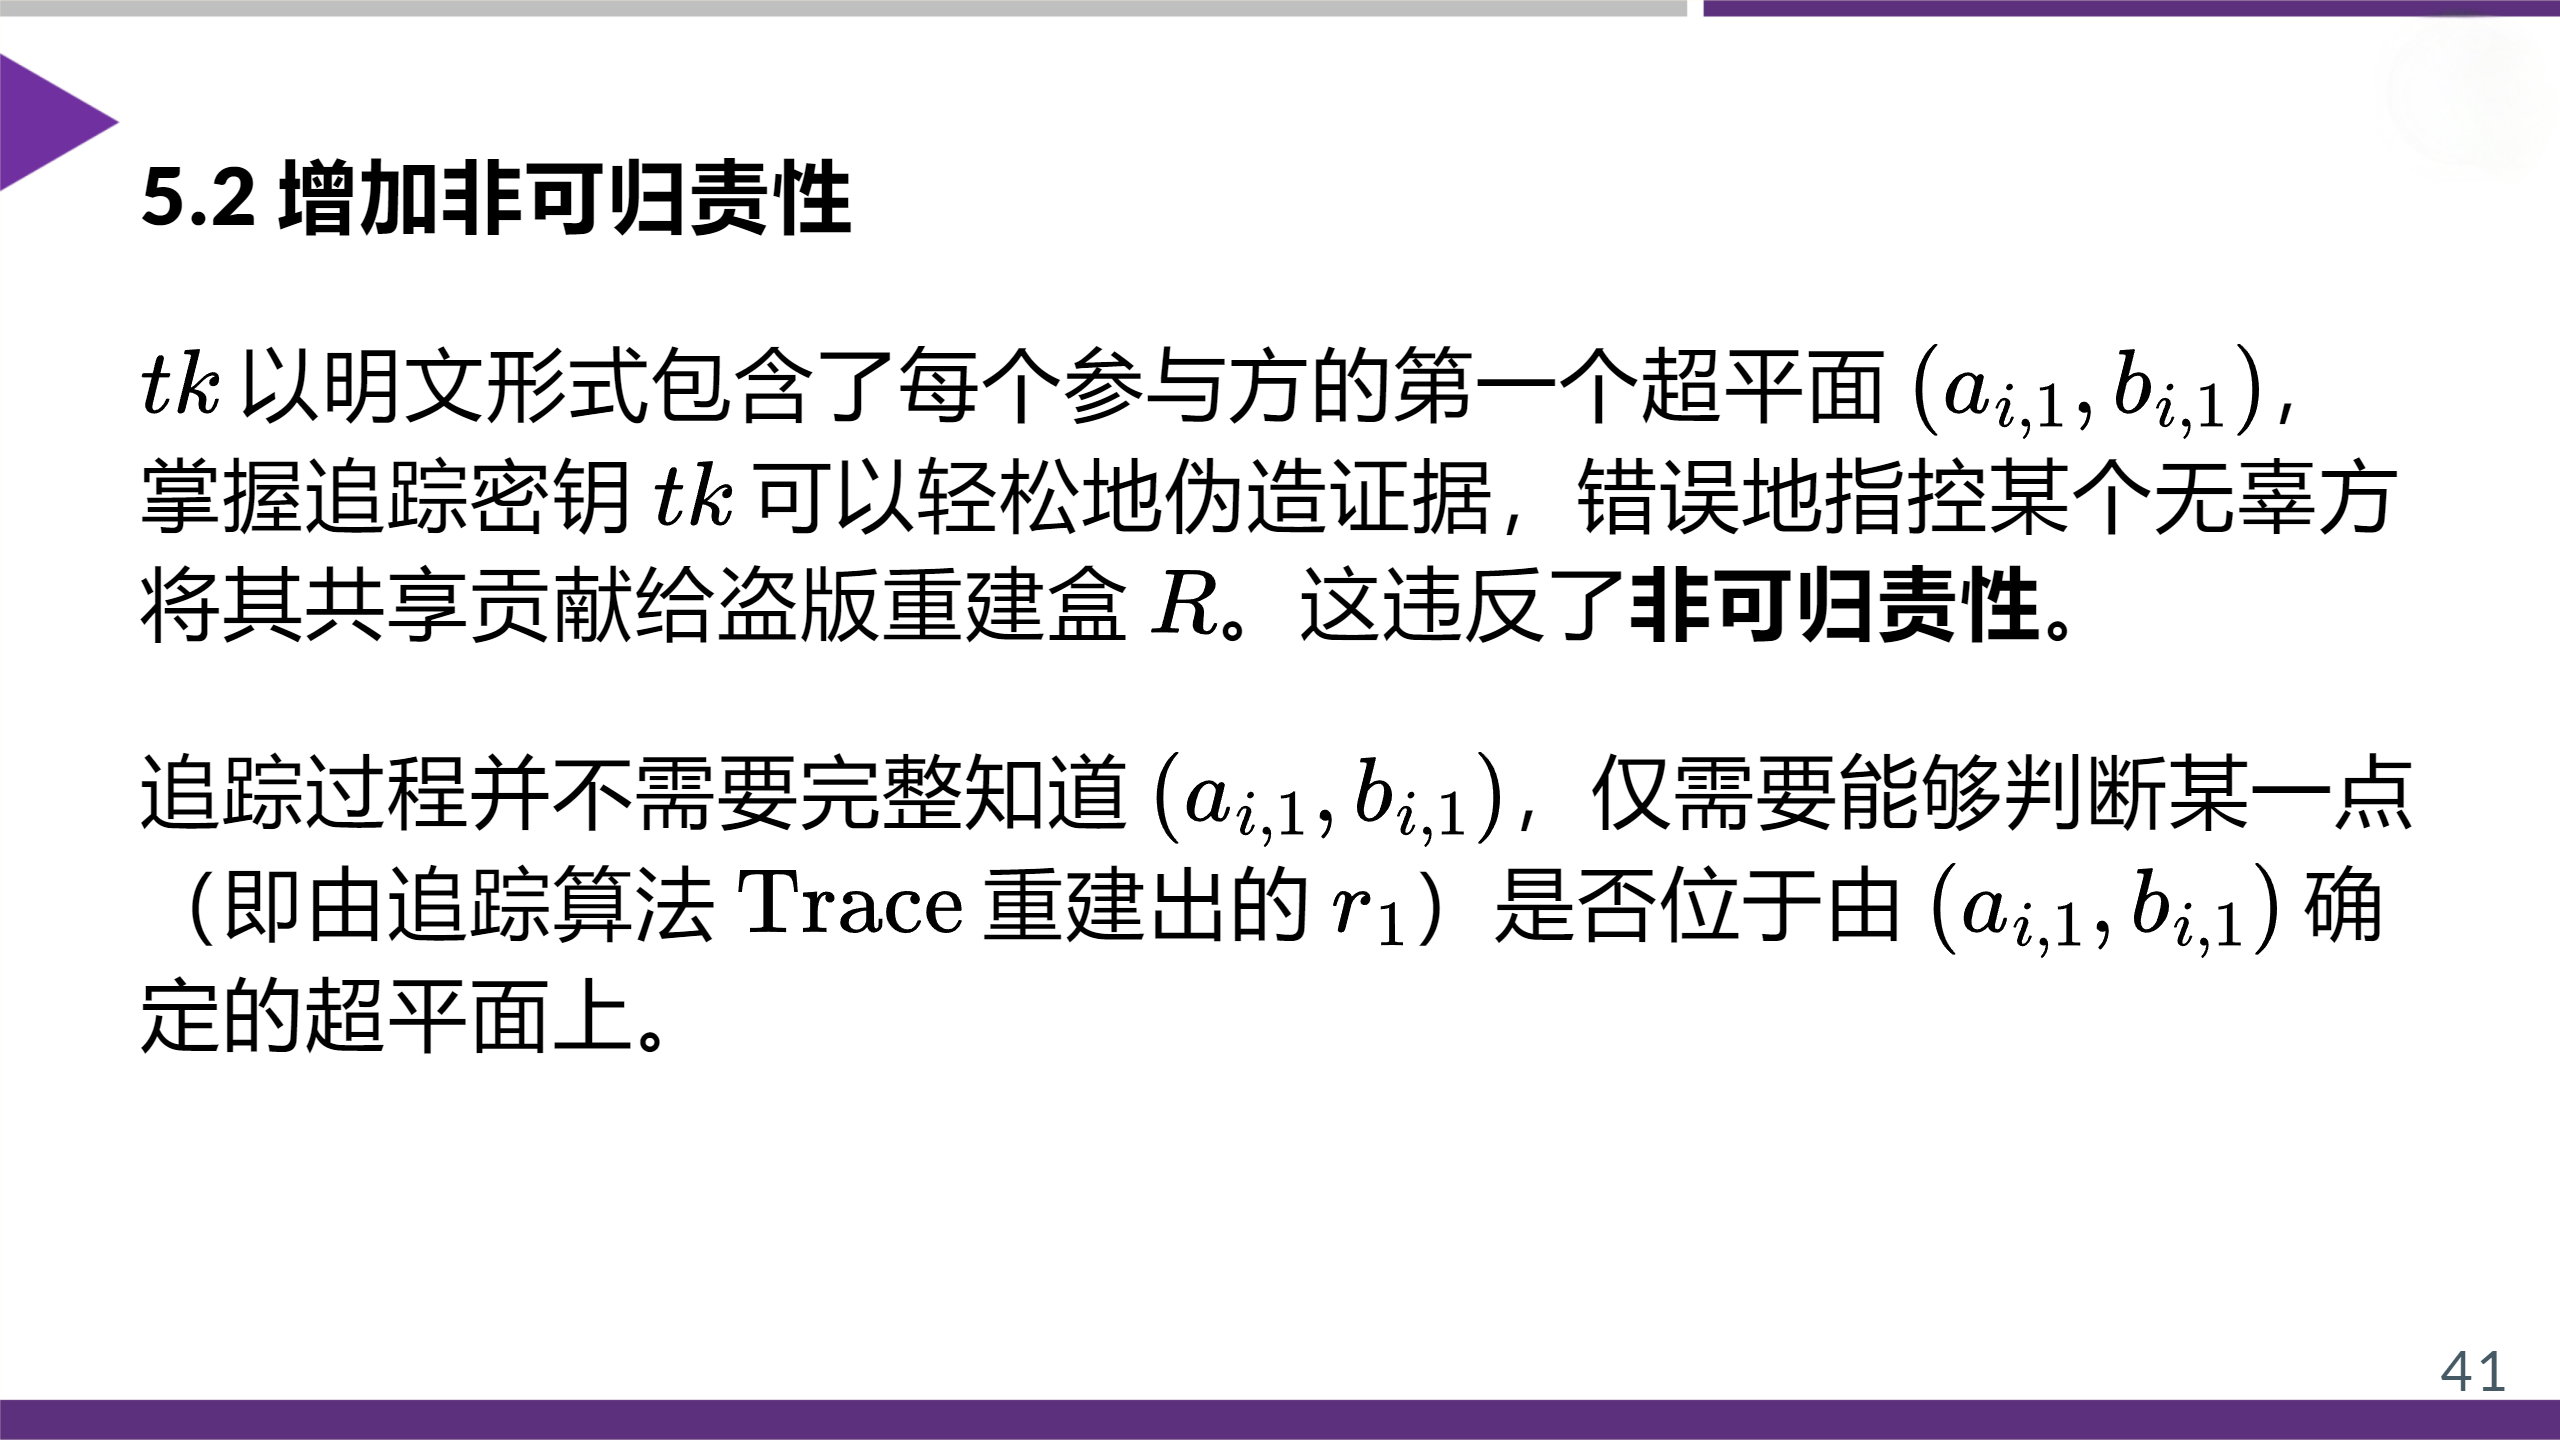 5.2 增加非可归责性
tk 以明文形式包含了每个参与方的第一个超平面 (a_{i,1}, b_{i,1})，
掌握追踪密钥 tk 可以轻松地伪造证据，错误地指控某个无辜方
将其共享贡献给盗版重建盒 R。这违反了非可归责性。
追踪过程并不需要完整知道 (a_{i,1}, b_{i,1})，仅需要能够判断某一点
（即由追踪算法 Trace 重建出的 r_1）是否位于由 (a_{i,1}, b_{i,1}) 确
定的超平面上。
41